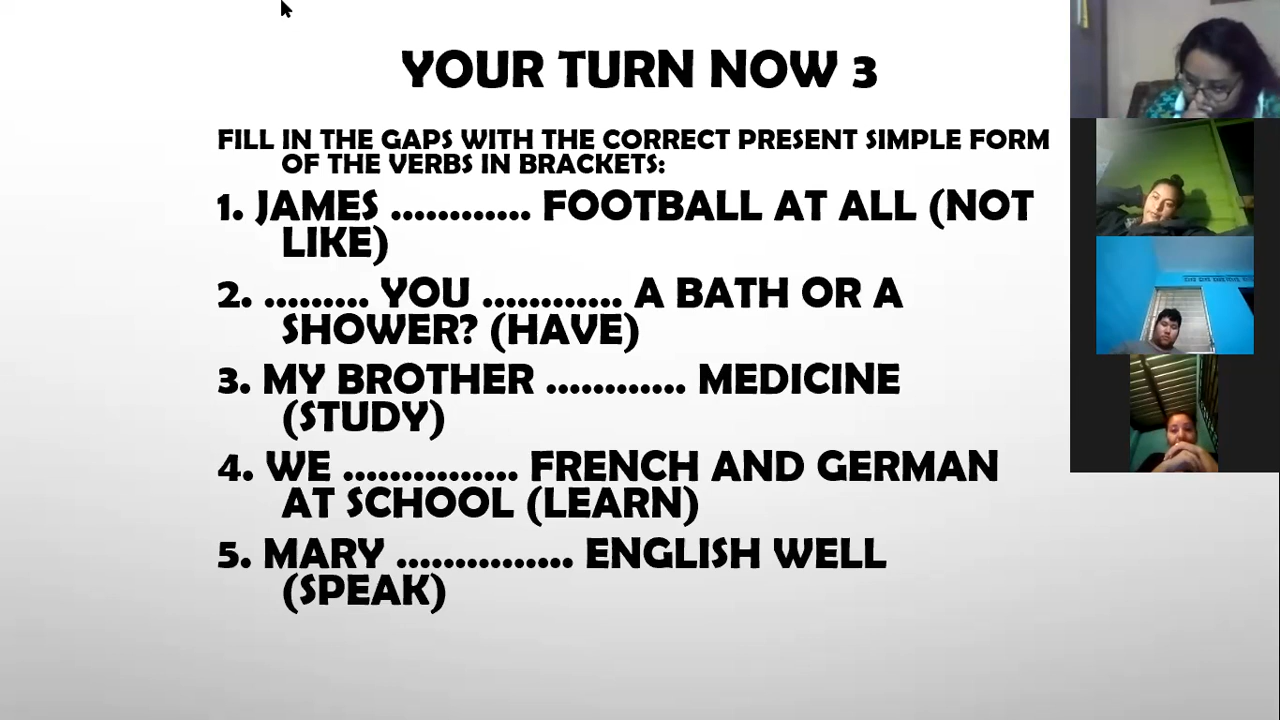 YOUR TURN NOW 3
FILL IN THE GAPS WITH THE CORRECT PRESENT SIMPLE FORM
OF THE VERBS IN BRACKETS:
1. JAMES ............ FOOTBALL AT ALL (NOT
LIKE)
2. ......... YOU ............ A BATH OR A
SHOWER? (HAVE)
3. MY BROTHER ............ MEDICINE
(STUDY)
4. WE ............... FRENCH AND GERMAN
AT SCHOOL (LEARN)
5. MARY ............... ENGLISH WELL
(SPEAK)